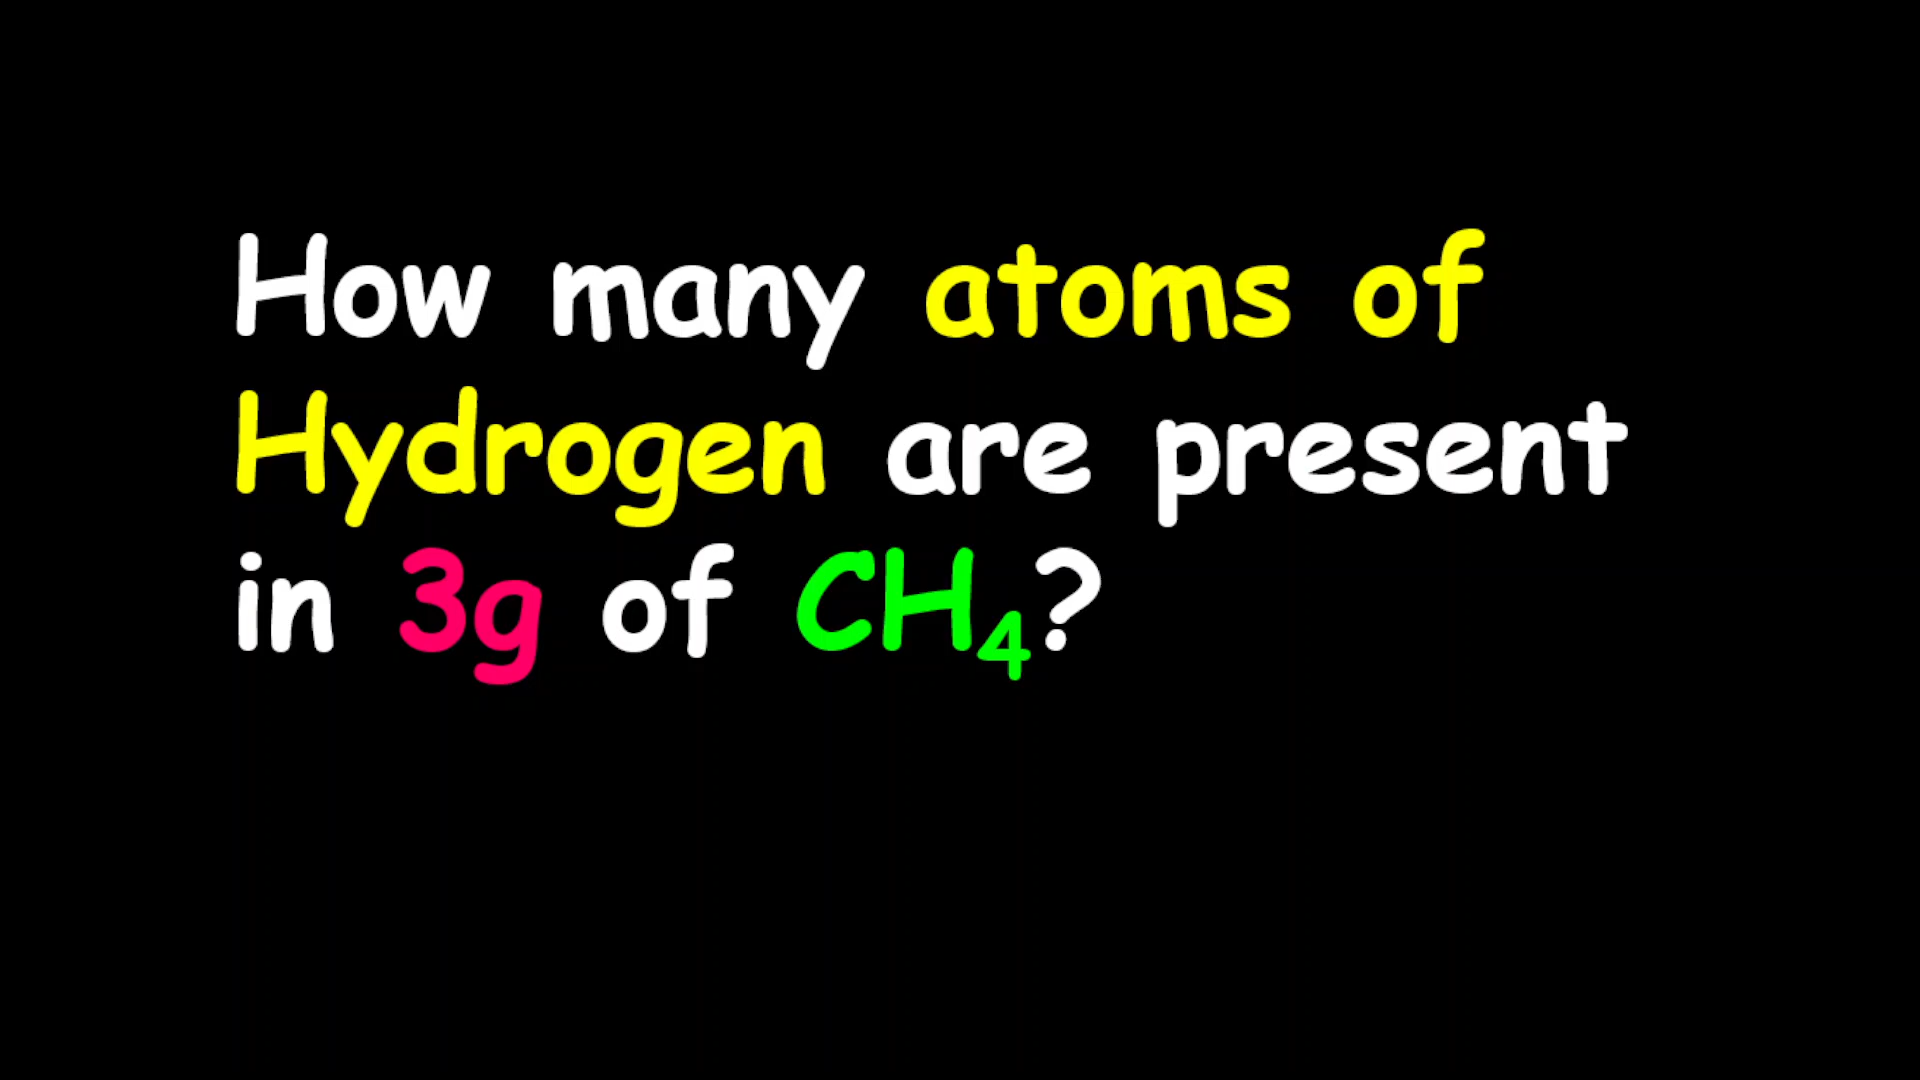 How many atoms of
Hydrogen are present
in 3g of CH₄?